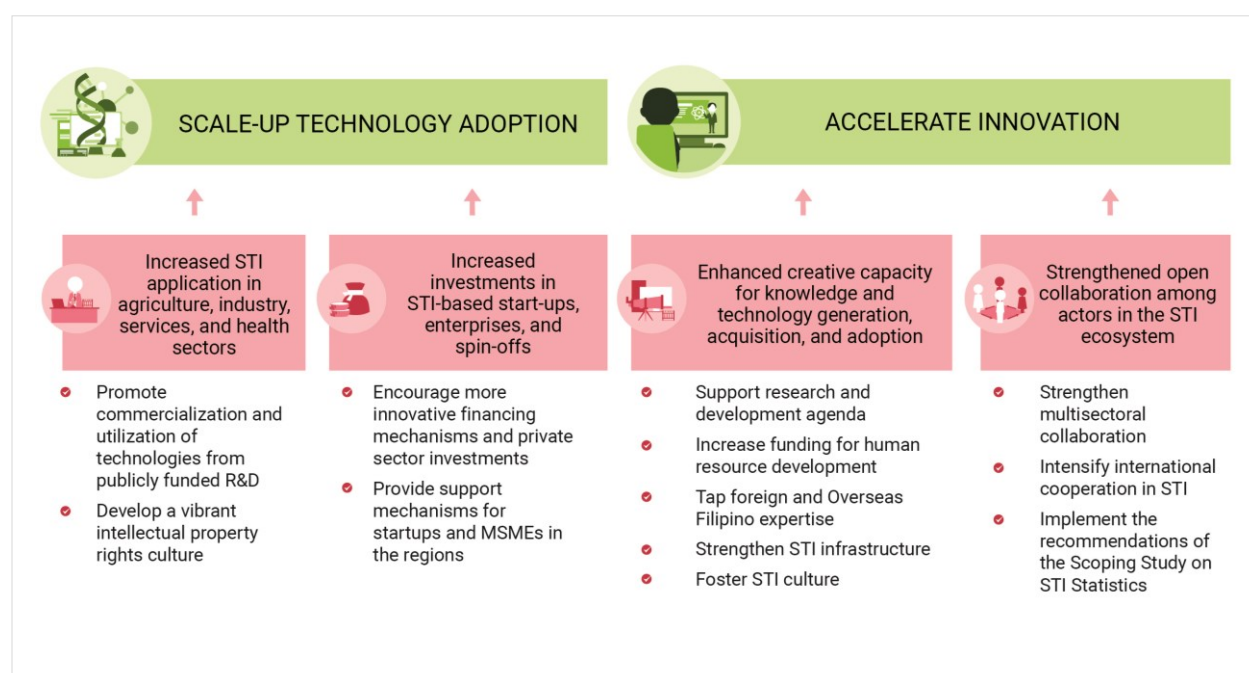 SCALE-UP TECHNOLOGY ADOPTION
ACCELERATE INNOVATION
Increased STI
application in
agriculture, industry,
services, and health
sectors
Promote
commercialization and
utilization of
technologies from
publicly funded R&D
Develop a vibrant
intellectual property
rights culture
Increased
investments in
STI-based start-ups,
enterprises, and
spin-offs
Encourage more
innovative financing
mechanisms and private
sector investments
Provide support
mechanisms for
startups and MSMEs in
the regions
Enhanced creative capacity
for knowledge and
technology generation,
acquisition, and adoption
Support research and
development agenda
Increase funding for human
resource development
Tap foreign and Overseas
Filipino expertise
Strengthen STI infrastructure
Foster STI culture
Strengthened open
collaboration among
actors in the STI
ecosystem
Strengthen
multisectoral
collaboration
Intensify international
cooperation in STI
Implement the
recommendations of
the Scoping Study on
STI Statistics